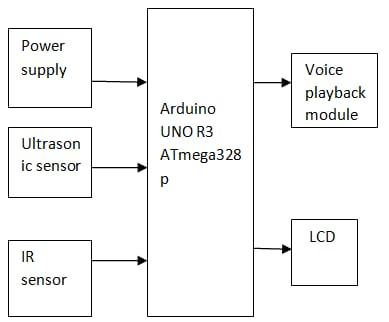 Power
supply
Ultrason
ic sensor
IR
sensor
Arduino
UNO R3
ATmega328
p
Voice
playback
module
LCD